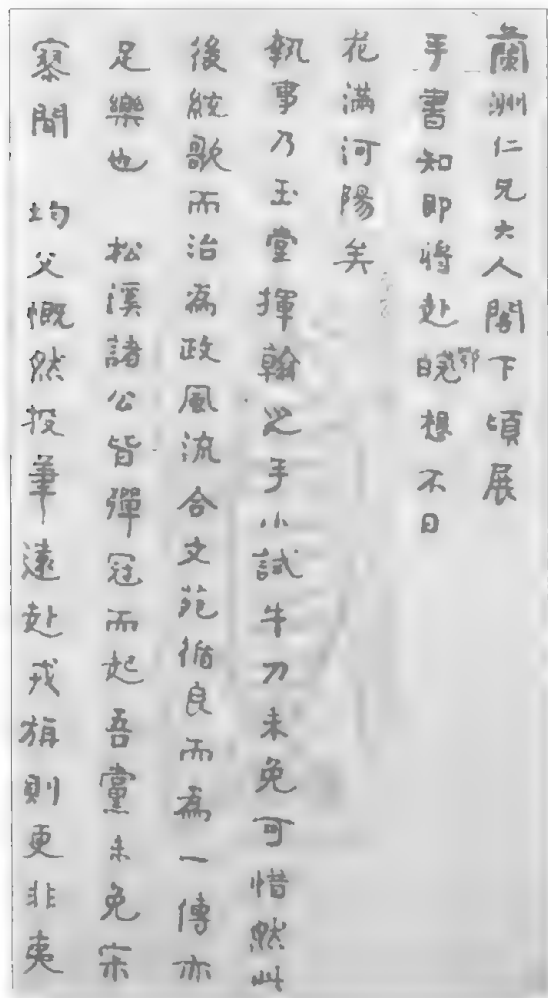 蘭洲仁兄大人閣下頃展
手書知即將赴皖鄂想不日
花滿河陽美
執事乃玉堂揮翰之手小試牛刀未免可惜然此
後絃歌而治為政風流合文苑循良而為一傳亦
足樂也 松溪諸公皆彈冠而起吾黨未免寂
寥聞 均父慨然投筆遠赴戎旃則更非夷